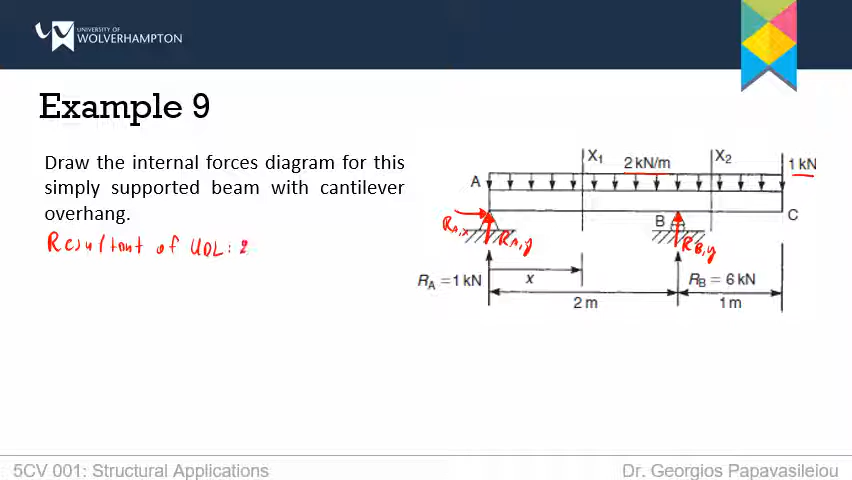 UNIVERSITY OF
WOLVERHAMPTON
Example 9
Draw the internal forces diagram for this
simply supported beam with cantilever
overhang.
Resultant of UDL: 2
X1
2 kN/m
X2
1 kN
A
B
C
RA,x
RA,y
RB,y
RA = 1 kN
x
RB = 6 kN
2 m
1 m
5CV 001: Structural Applications
Dr. Georgios Papavasileiou